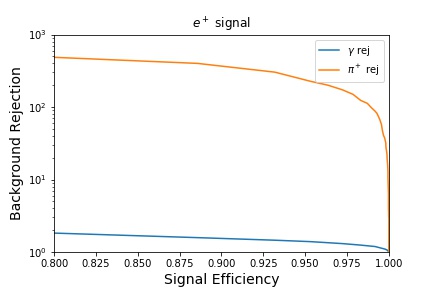 e⁺ signal
10³
γ rej
π⁺ rej
10²
10¹
10⁰
Background Rejection
0.800 0.825 0.850 0.875 0.900 0.925 0.950 0.975 1.000
Signal Efficiency